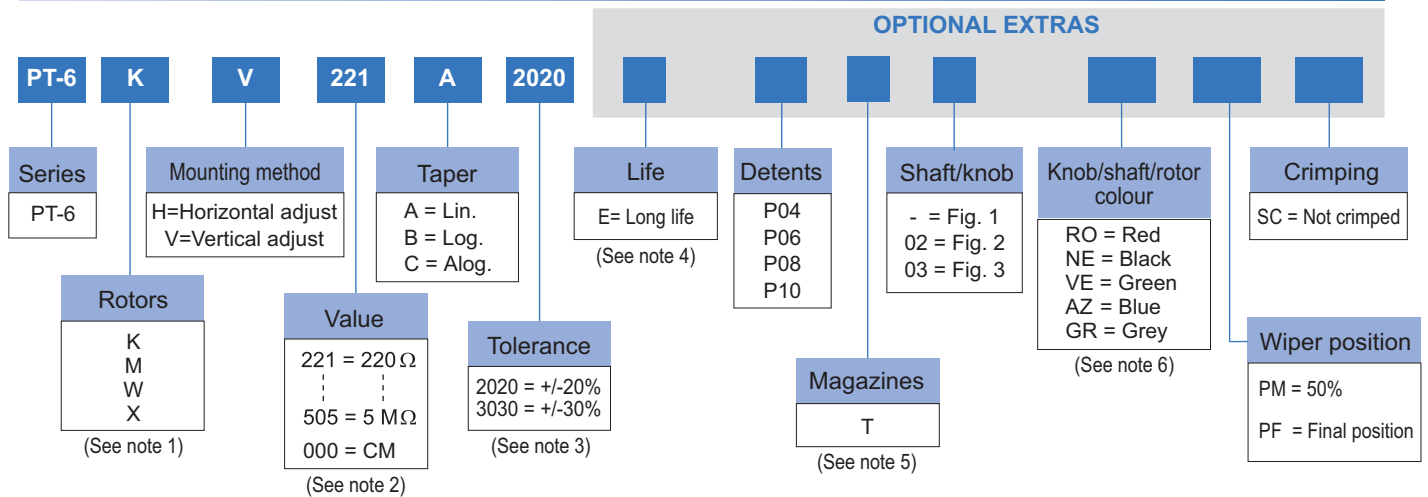 OPTIONAL EXTRAS
PT-6 K V 221 A 2020
Series
PT-6
Rotors
K
M
W
X
(See note 1)
Mounting method
H=Horizontal adjust
V=Vertical adjust
Value
221 = 220 Ω
505 = 5 MΩ
000 = CM
(See note 2)
Taper
A = Lin.
B = Log.
C = Alog.
Tolerance
2020 = +/-20%
3030 = +/-30%
(See note 3)
Life
E= Long life
(See note 4)
Detents
P04
P06
P08
P10
Magazines
T
(See note 5)
Shaft/knob
- = Fig. 1
02 = Fig. 2
03 = Fig. 3
Knob/shaft/rotor
colour
RO = Red
NE = Black
VE = Green
AZ = Blue
GR = Grey
(See note 6)
Wiper position
PM = 50%
PF = Final position
Crimping
SC = Not crimped